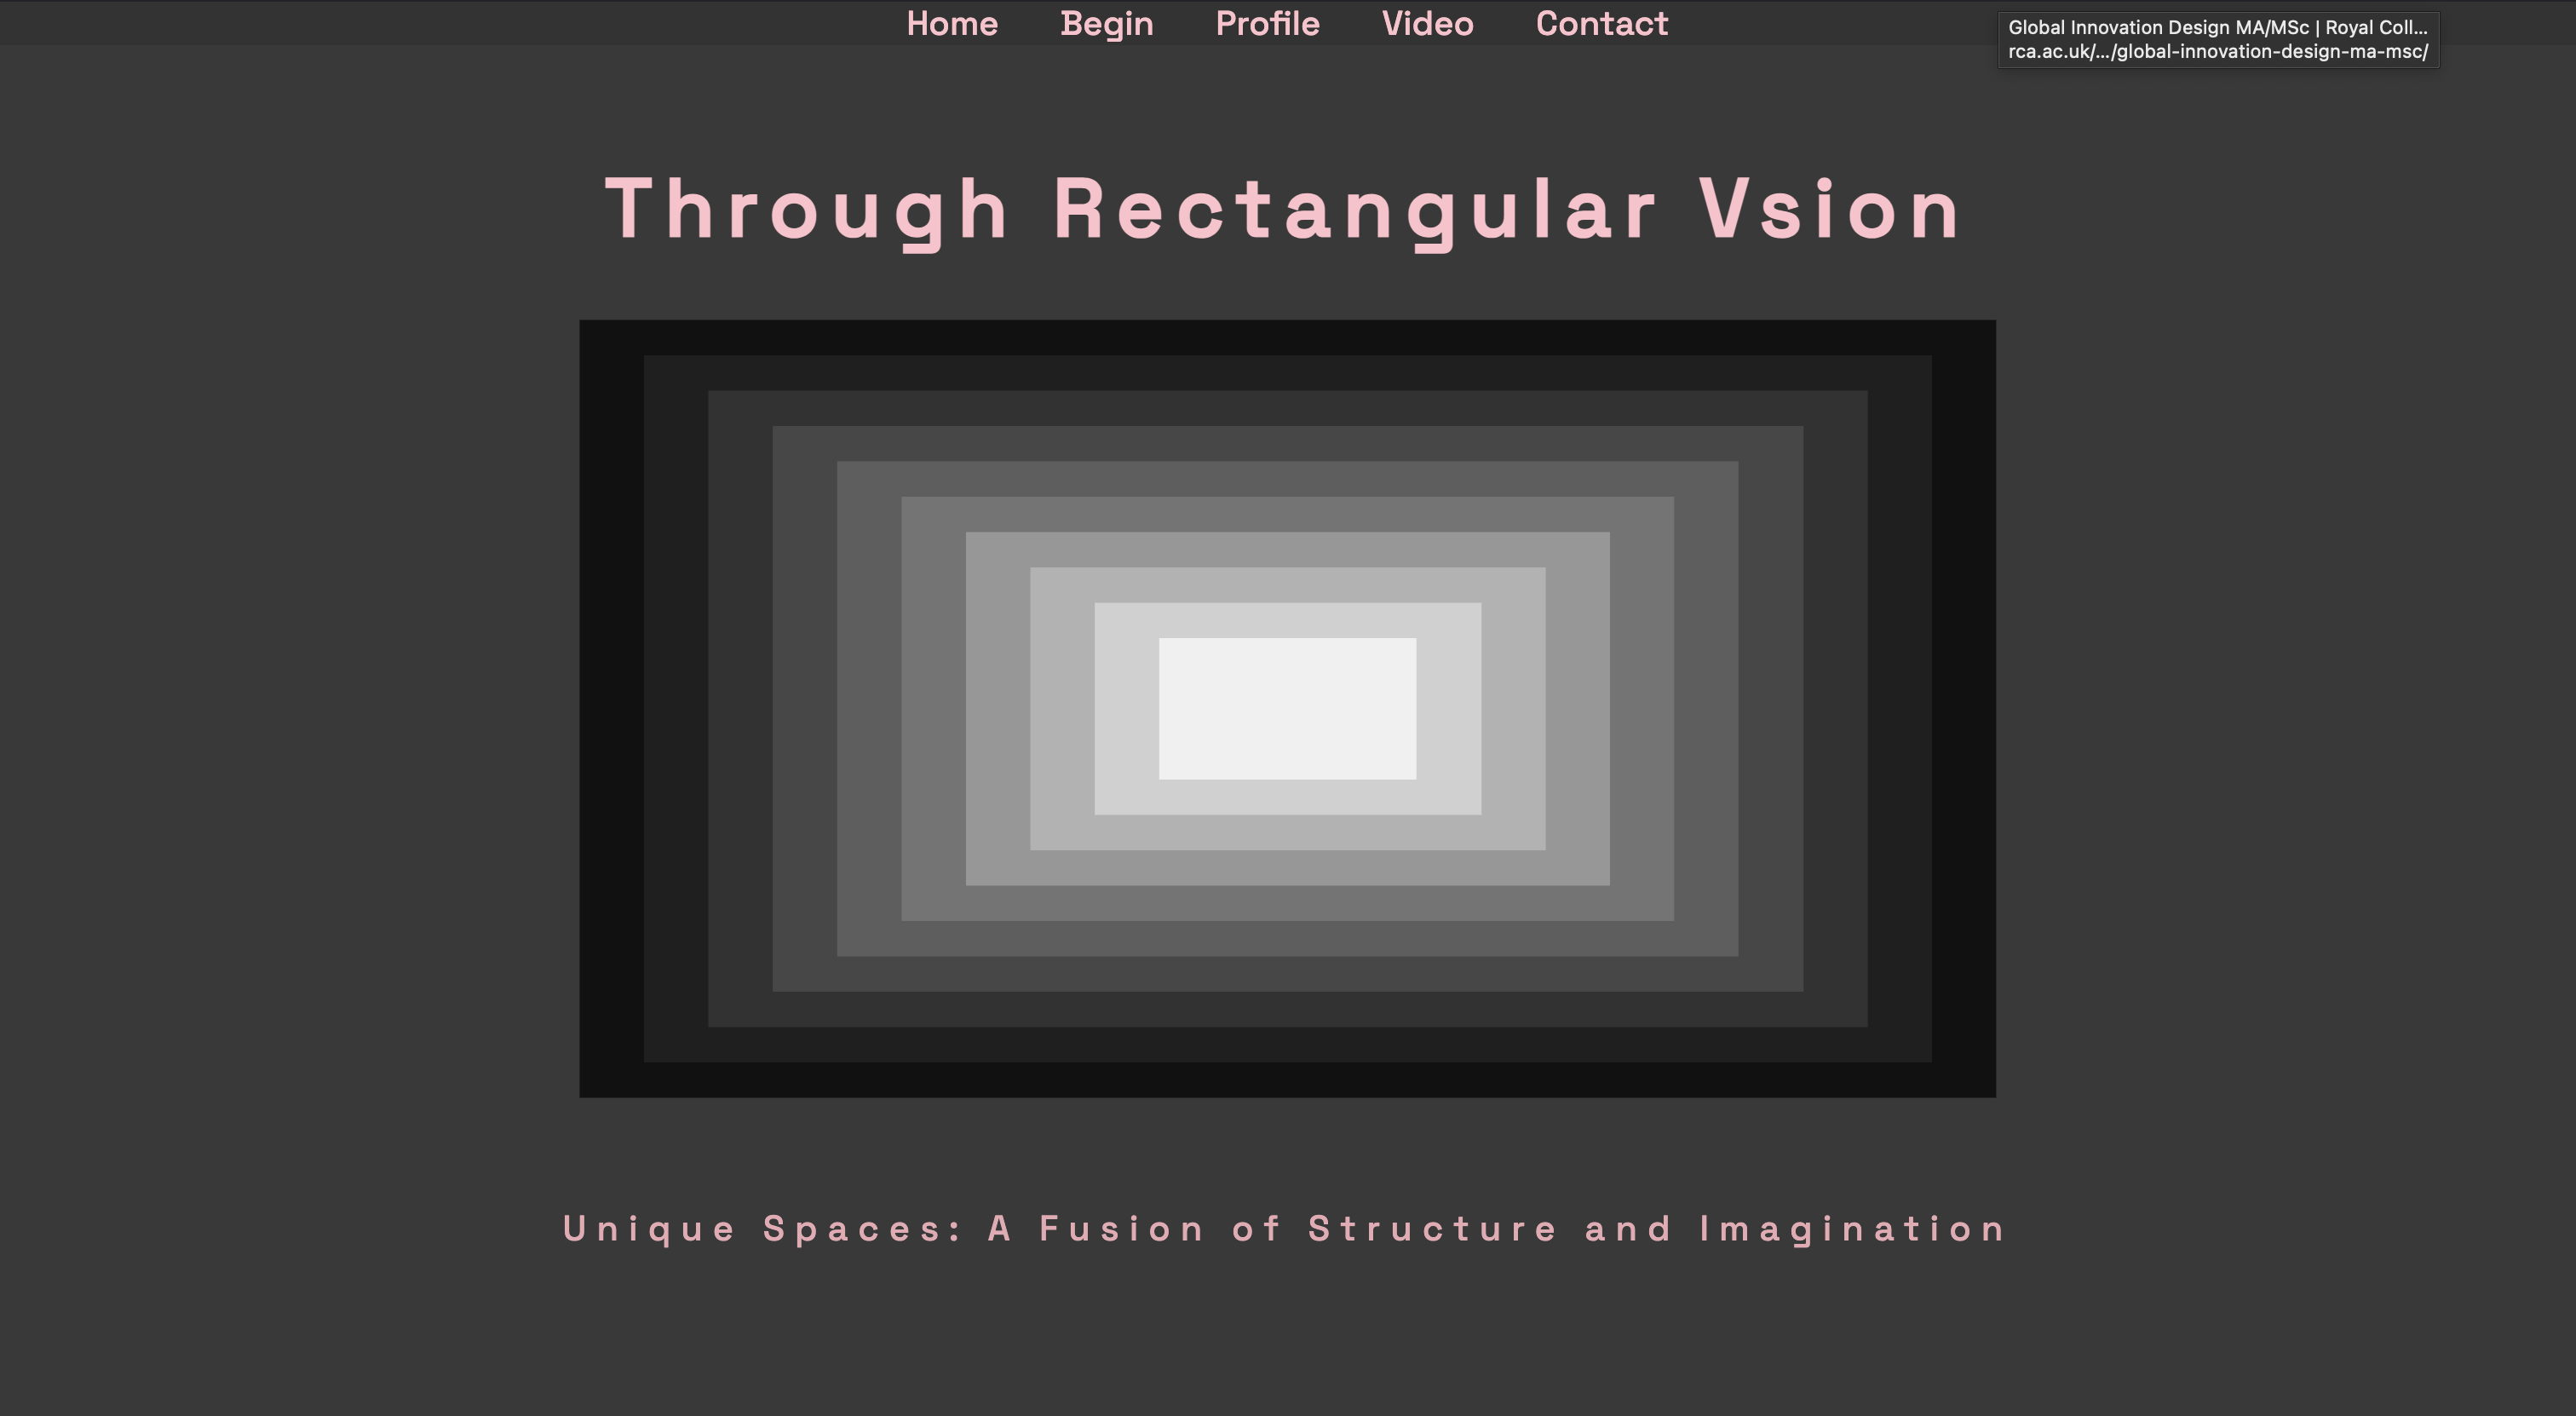 Home Begin Profile Video Contact
Global Innovation Design MA/MSc | Royal Coll...
rca.ac.uk/.../global-innovation-design-ma-msc/
Through Rectangular Vsion
Unique Spaces: A Fusion of Structure and Imagination